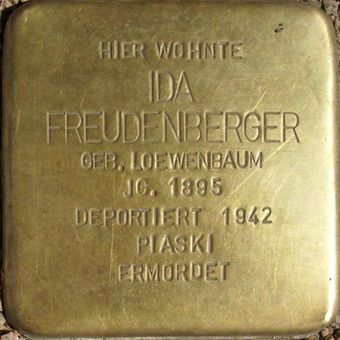 HIER WOHNTE
IDA
FREUDENBERGER
GEB. LOEWENBAUM
JG. 1895
DEPORTIERT 1942
PIASKI
ERMORDET